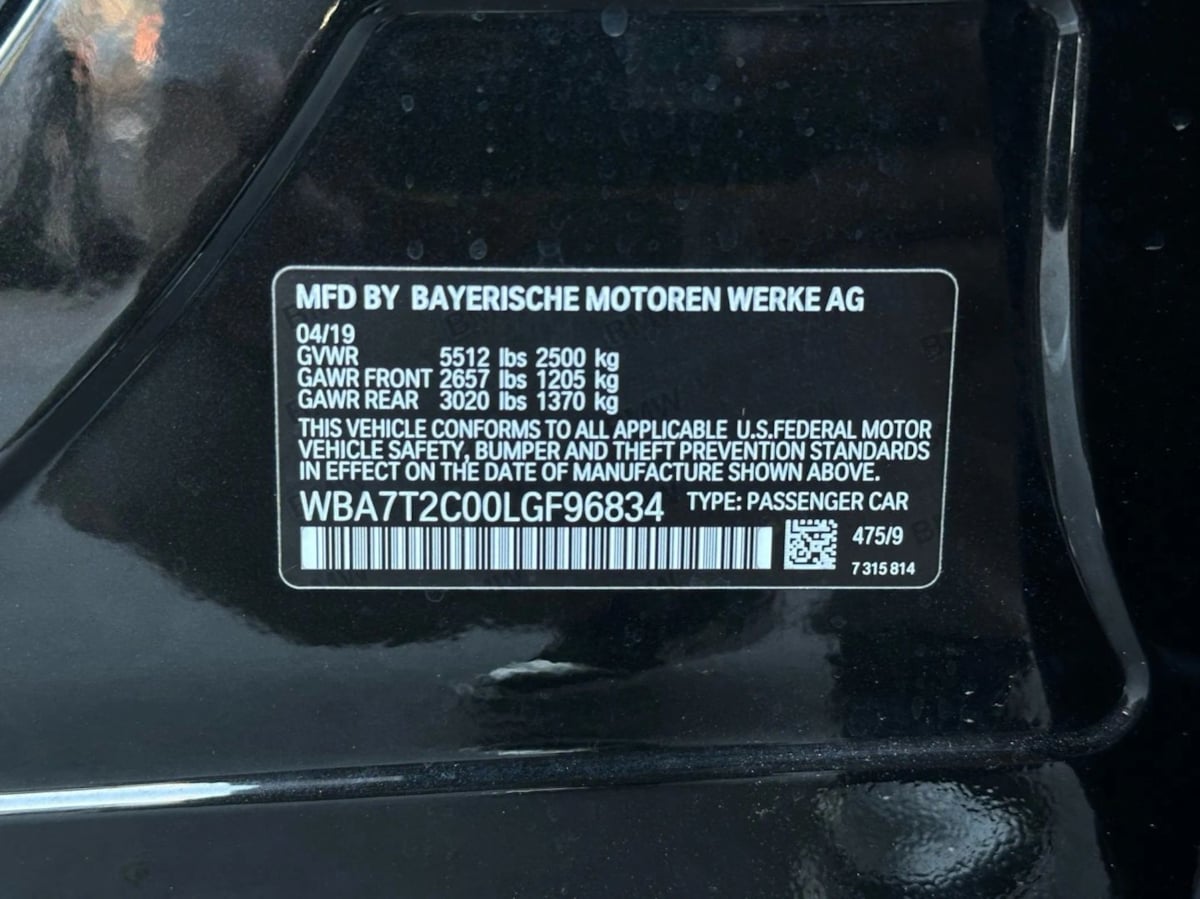 MFD BY BAYERISCHE MOTOREN WERKE AG
04/19
GVWR 5512 lbs 2500 kg
GAWR FRONT 2657 lbs 1205 kg
GAWR REAR 3020 lbs 1370 kg
THIS VEHICLE CONFORMS TO ALL APPLICABLE U.S.FEDERAL MOTOR
VEHICLE SAFETY, BUMPER AND THEFT PREVENTION STANDARDS
IN EFFECT ON THE DATE OF MANUFACTURE SHOWN ABOVE.
WBA7T2C00LGF96834 TYPE: PASSENGER CAR
475/9
7 315 814